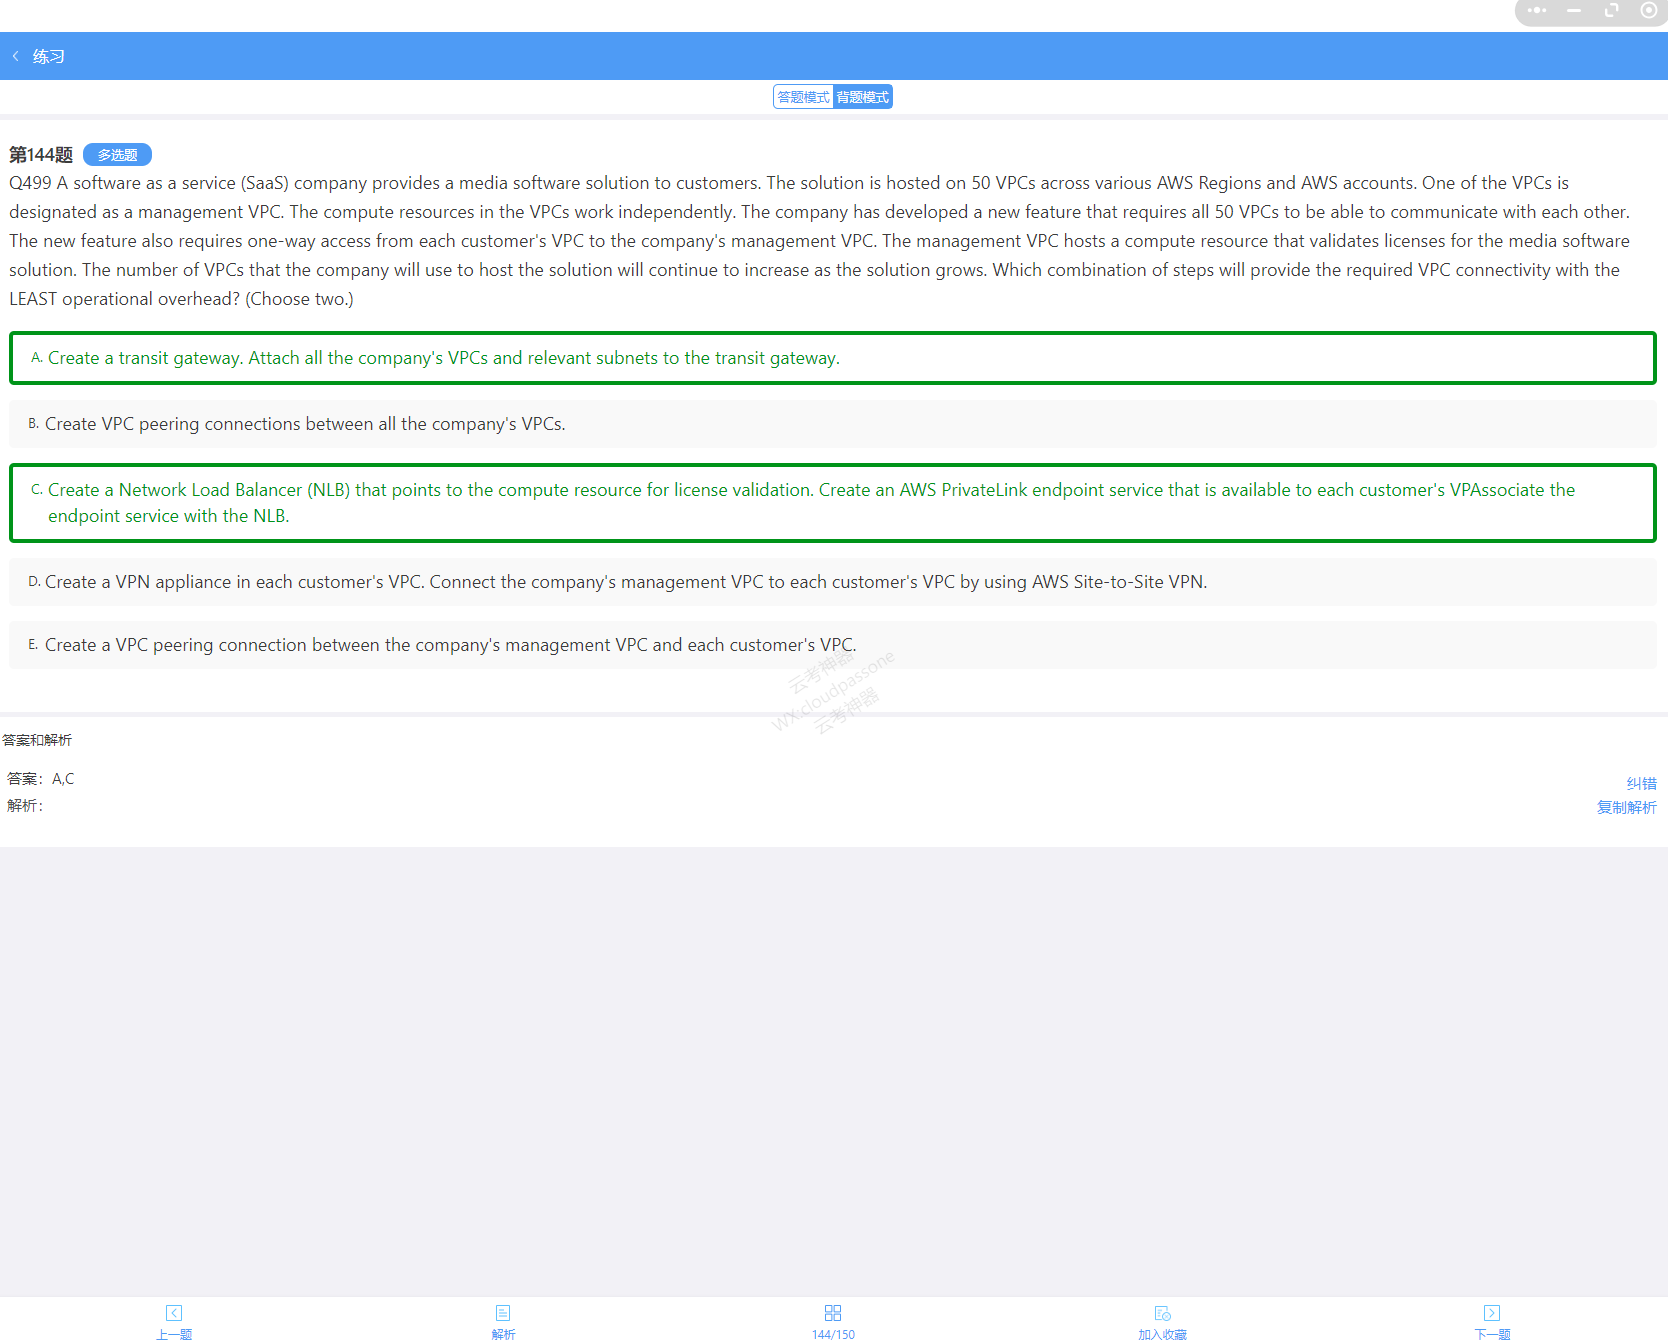 练习
答题模式 背题模式
第144题 多选题
Q499 A software as a service (SaaS) company provides a media software solution to customers. The solution is hosted on 50 VPCs across various AWS Regions and AWS accounts. One of the VPCs is
designated as a management VPC. The compute resources in the VPCs work independently. The company has developed a new feature that requires all 50 VPCs to be able to communicate with each other.
The new feature also requires one-way access from each customer's VPC to the company's management VPC. The management VPC hosts a compute resource that validates licenses for the media software
solution. The number of VPCs that the company will use to host the solution will continue to increase as the solution grows. Which combination of steps will provide the required VPC connectivity with the
LEAST operational overhead? (Choose two.)
A. Create a transit gateway. Attach all the company's VPCs and relevant subnets to the transit gateway.
B. Create VPC peering connections between all the company's VPCs.
C. Create a Network Load Balancer (NLB) that points to the compute resource for license validation. Create an AWS PrivateLink endpoint service that is available to each customer's VPAssociate the
endpoint service with the NLB.
D. Create a VPN appliance in each customer's VPC. Connect the company's management VPC to each customer's VPC by using AWS Site-to-Site VPN.
E. Create a VPC peering connection between the company's management VPC and each customer's VPC.
云考神器
WX:cloudpassone
云考神器
答案和解析
答案：A,C
纠错
解析：
复制解析
上一题
解析
144/150
加入收藏
下一题